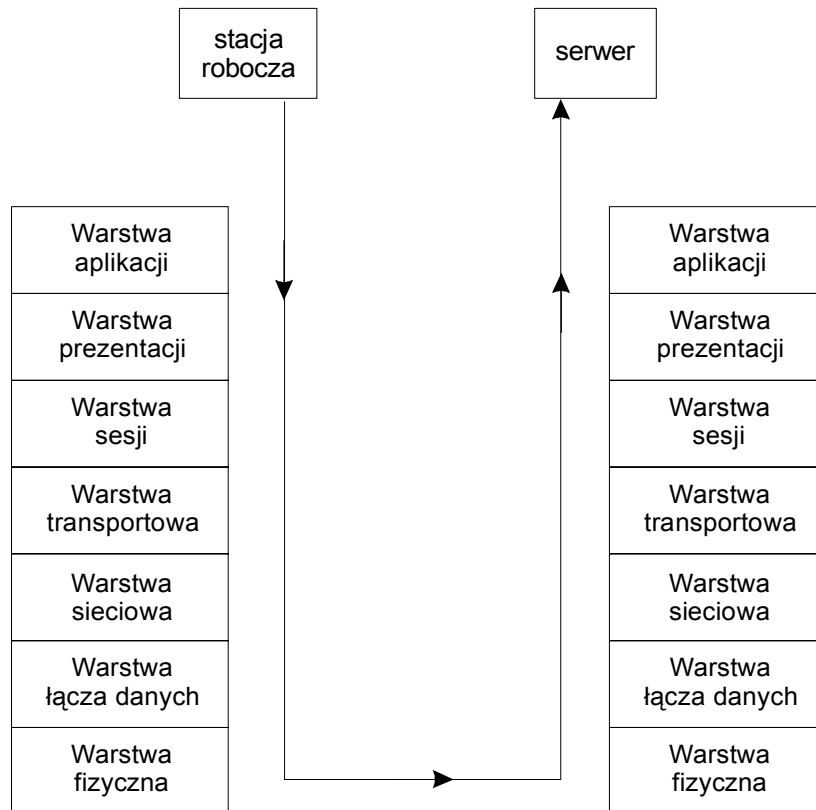 stacja
robocza
serwer
Warstwa
aplikacji
Warstwa
prezentacji
Warstwa
sesji
Warstwa
transportowa
Warstwa
sieciowa
Warstwa
łącza danych
Warstwa
fizyczna
Warstwa
aplikacji
Warstwa
prezentacji
Warstwa
sesji
Warstwa
transportowa
Warstwa
sieciowa
Warstwa
łącza danych
Warstwa
fizyczna